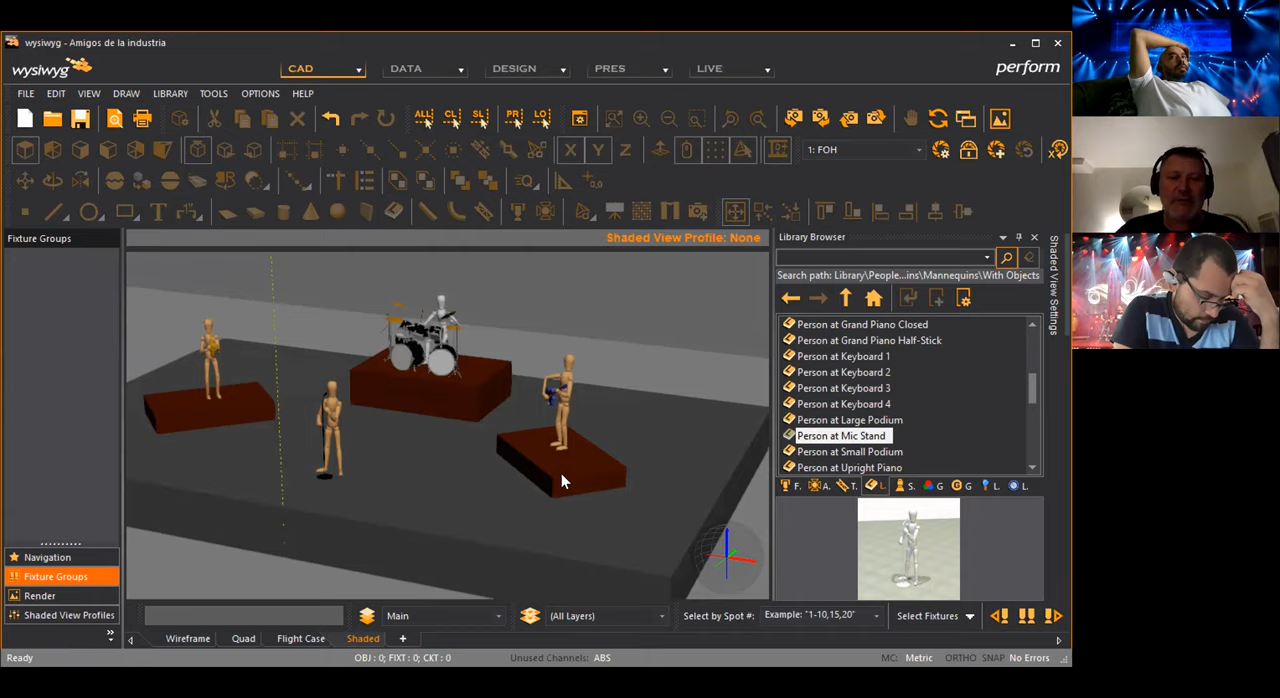 wysiwyg - Amigos de la industria
wysiwyg
CAD DATA DESIGN PRES LIVE
perform
FILE EDIT VIEW DRAW LIBRARY TOOLS OPTIONS HELP
ALL CL SL PR LO
X Y Z
1: FOH
Fixture Groups
Shaded View Profile: None
Library Browser
Search path: Library\People...ins\Mannequins\With Objects
Person at Grand Piano Closed
Person at Grand Piano Half-Stick
Person at Keyboard 1
Person at Keyboard 2
Person at Keyboard 3
Person at Keyboard 4
Person at Large Podium
Person at Mic Stand
Person at Small Podium
Person at Upright Piano
F. A. T. L. S. G G L. L.
Shaded View Settings
Navigation
Fixture Groups
Render
Shaded View Profiles
Main
(All Layers)
Select by Spot #: Example: "1-10,15,20"
Select Fixtures
Wireframe Quad Flight Case Shaded +
Ready
OBJ : 0; FIXT : 0; CKT : 0
Unused Channels: ABS
MC: Metric ORTHO SNAP No Errors